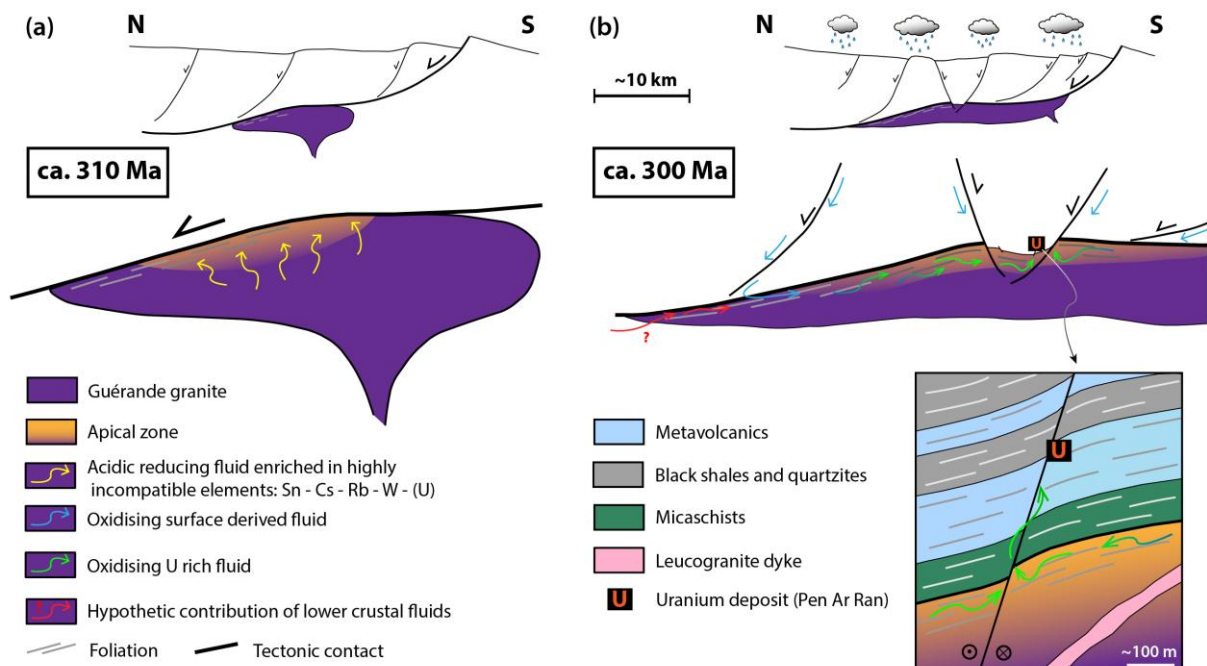 (a)
N
S
ca. 310 Ma
Guérande granite
Apical zone
Acidic reducing fluid enriched in highly
incompatible elements: Sn - Cs - Rb - W - (U)
Oxidising surface derived fluid
Oxidising U rich fluid
?
Hypothetic contribution of lower crustal fluids
Foliation
Tectonic contact
(b)
N
S
~10 km
ca. 300 Ma
U
?
Metavolcanics
Black shales and quartzites
Micaschists
Leucogranite dyke
U
Uranium deposit (Pen Ar Ran)
U
~100 m